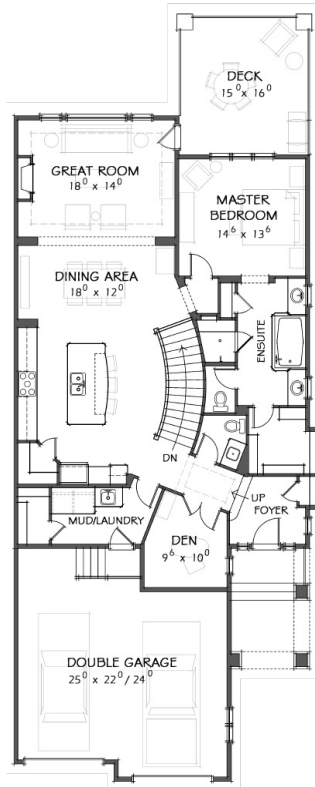 DECK
15⁰ x 16⁰
GREAT ROOM
18⁰ x 14⁰
MASTER
BEDROOM
14⁶ x 13⁶
DINING AREA
18⁰ x 12⁰
ENSUITE
DN
UP
FOYER
MUD/LAUNDRY
DEN
9⁶ x 10⁰
DOUBLE GARAGE
25⁰ x 22⁰/24⁰